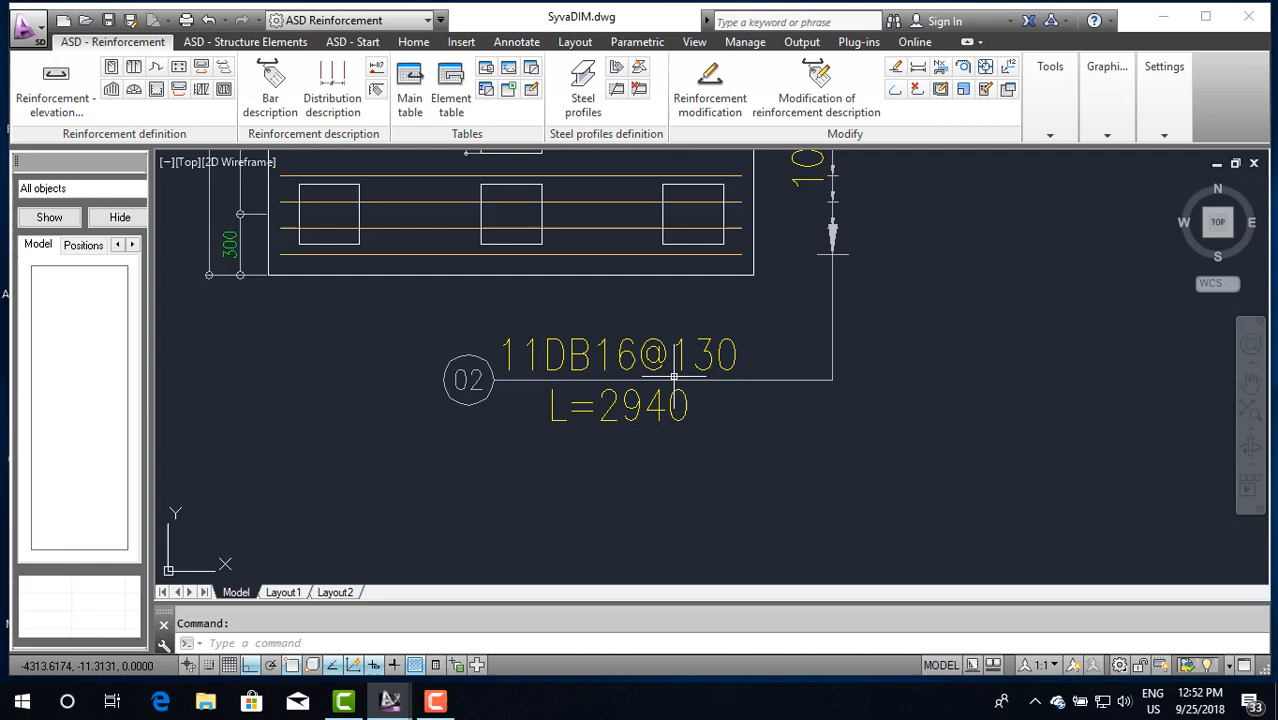 ASD Reinforcement
SyvaDIM.dwg
Type a keyword or phrase
Sign In
3D
ASD - Reinforcement
ASD - Structure Elements
ASD - Start
Home
Insert
Annotate
Layout
Parametric
View
Manage
Output
Plug-ins
Online
Reinforcement - elevation...
Bar description
Distribution description
Main table
Element table
Steel profiles
Reinforcement modification
Modification of reinforcement description
Tools
Graphi...
Settings
Reinforcement definition
Reinforcement description
Tables
Steel profiles definition
Modify
[−][Top][2D Wireframe]
All objects
Show
Hide
Model
Positions
300
10
N
W
TOP
E
S
WCS
11DB16@130
02
L=2940
Y
X
Model
Layout1
Layout2
Command:
Type a command
-4313.6174, -11.3131, 0.0000
MODEL
1:1
ENG
US
12:52 PM
9/25/2018
33